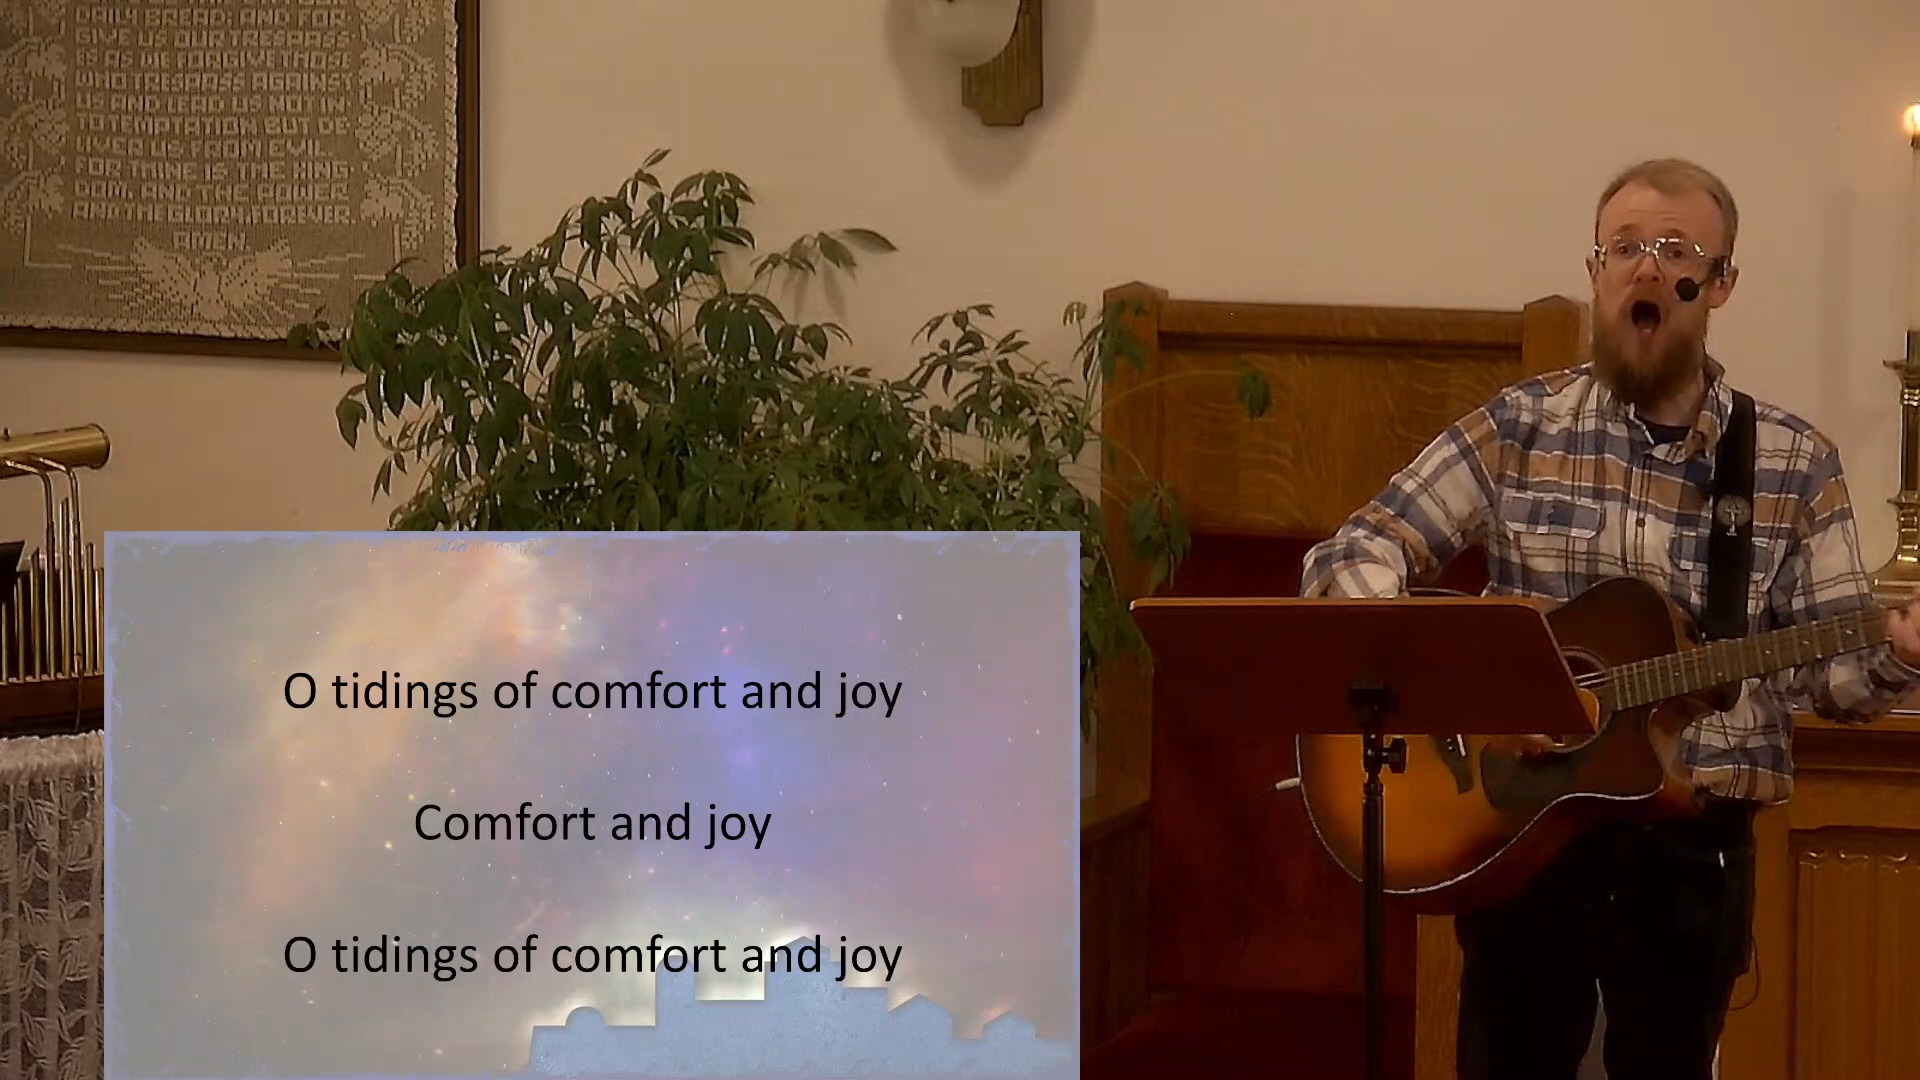 DAILY BREAD: AND FOR
GIVE US OUR TRESPASS
ES AS WE FORGIVE THOSE
WHO TRESPASS AGAINST
US AND LEAD US NOT IN
TO TEMPTATION BUT DE
LIVER US FROM EVIL
FOR THINE IS THE KING
DOM, AND THE POWER
AND THE GLORY, FOREVER
AMEN.
O tidings of comfort and joy
Comfort and joy
O tidings of comfort and joy